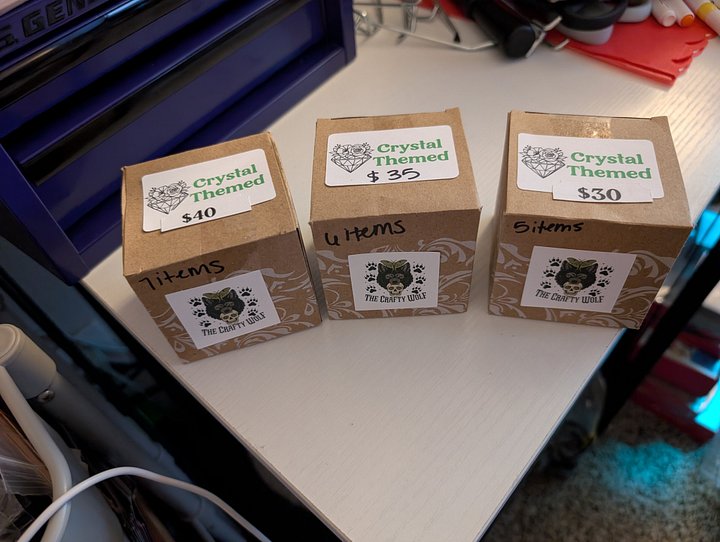 Crystal
Themed
$40
7 items
THE CRAFTY WOLF
Crystal
Themed
$35
6 items
THE CRAFTY WOLF
Crystal
Themed
$30
5 items
THE CRAFTY WOLF